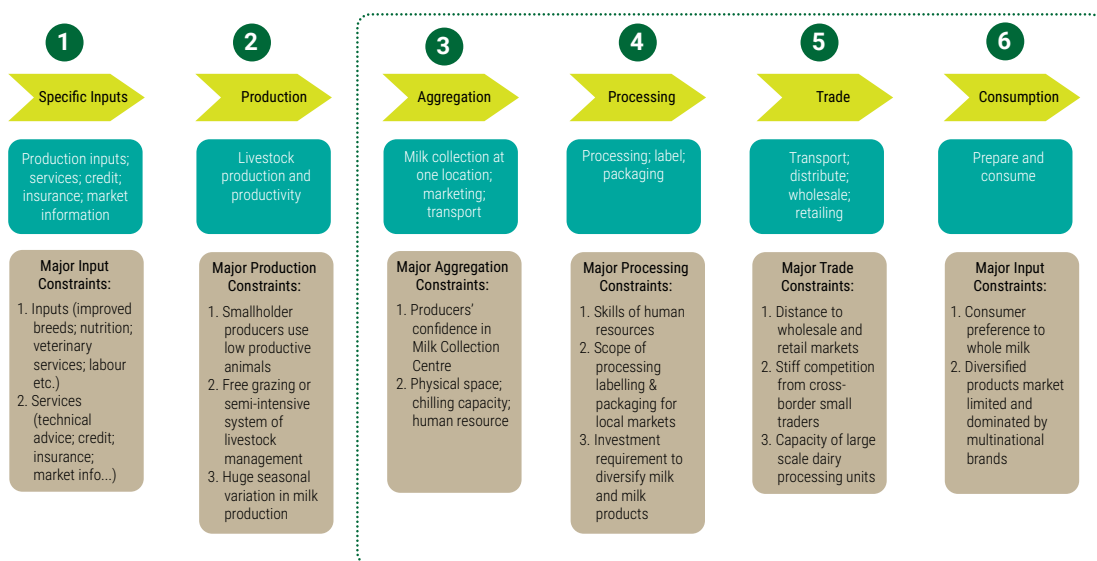 1
Specific Inputs
Production inputs;
services; credit;
insurance; market
information
Major Input
Constraints:
1. Inputs (improved
breeds; nutrition;
veterinary
services; labour
etc.)
2. Services
(technical
advice; credit;
insurance;
market info...)
2
Production
Livestock
production and
productivity
Major Production
Constraints:
1. Smallholder
producers use
low productive
animals
2. Free grazing or
semi-intensive
system of
livestock
management
3. Huge seasonal
variation in milk
production
3
Aggregation
Milk collection at
one location;
marketing;
transport
Major Aggregation
Constraints:
1. Producers’
confidence in
Milk Collection
Centre
2. Physical space;
chilling capacity;
human resource
4
Processing
Processing; label;
packaging
Major Processing
Constraints:
1. Skills of human
resources
2. Scope of
processing
labelling &
packaging for
local markets
3. Investment
requirement to
diversify milk
and milk
products
5
Trade
Transport;
distribute;
wholesale;
retailing
Major Trade
Constraints:
1. Distance to
wholesale and
retail markets
2. Stiff competition
from cross-
border small
traders
3. Capacity of large
scale dairy
processing units
6
Consumption
Prepare and
consume
Major Input
Constraints:
1. Consumer
preference to
whole milk
2. Diversified
products market
limited and
dominated by
multinational
brands